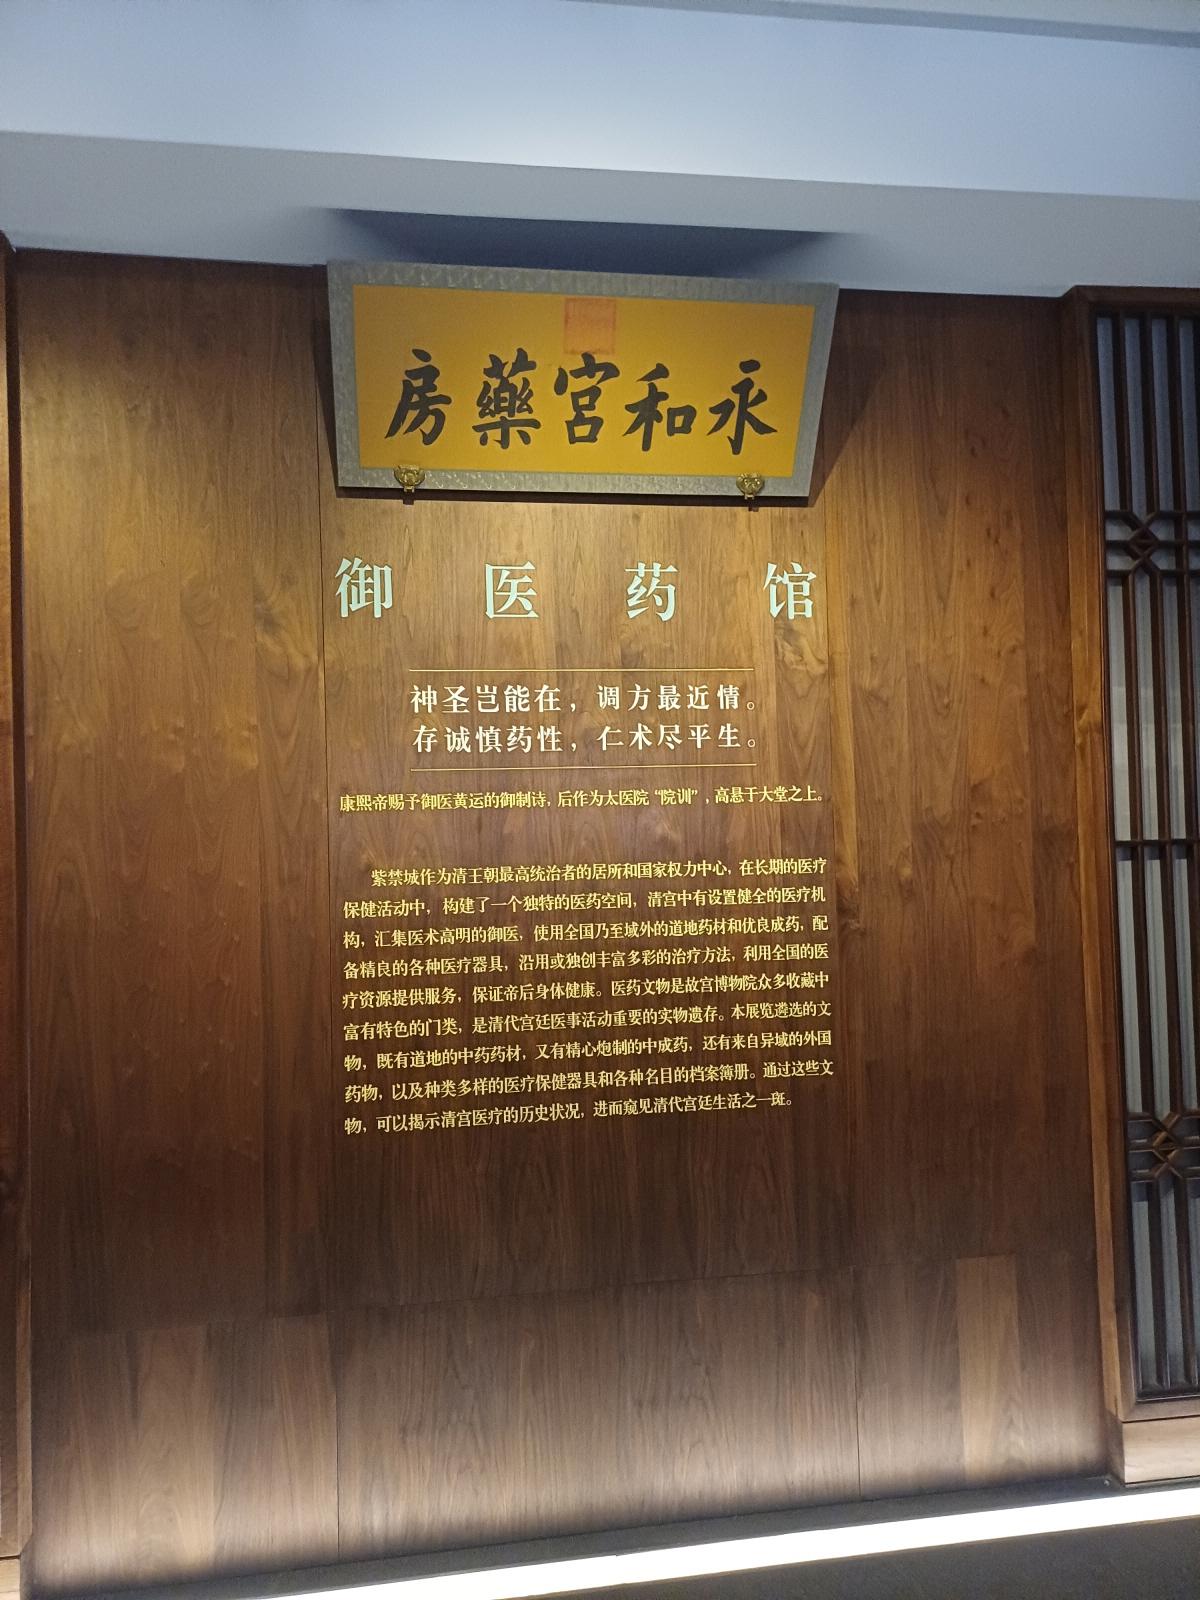 永和宫藥房
御医药馆
神圣岂能在，调方最近情。
存诚慎药性，仁术尽平生。
康熙帝赐予御医黄运的御制诗，后作为太医院“院训”，高悬于大堂之上。
紫禁城作为清王朝最高统治者的居所和国家权力中心，在长期的医疗
保健活动中，构建了一个独特的医药空间，清宫中有设置健全的医疗机
构，汇集医术高明的御医，使用全国乃至域外的道地药材和优良成药，配
备精良的各种医疗器具，沿用或独创丰富多彩的治疗方法，利用全国的医
疗资源提供服务，保证帝后身体健康。医药文物是故宫博物院众多收藏中
富有特色的门类，是清代宫廷医事活动重要的实物遗存。本展览遴选的文
物，既有道地的中药药材，又有精心炮制的中成药，还有来自异域的外国
药物，以及种类多样的医疗保健器具和各种名目的档案簿册。通过这些文
物，可以揭示清宫医疗的历史状况，进而窥见清代宫廷生活之一斑。